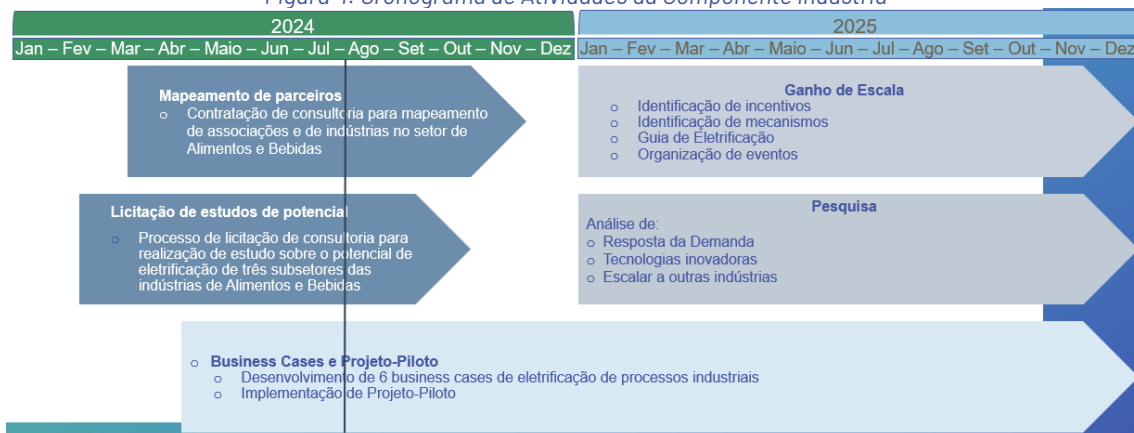 Figura 1: Cronograma de Atividades da Componente Indústria
2024
2025
Jan – Fev – Mar – Abr – Maio – Jun – Jul – Ago – Set – Out – Nov – Dez
Jan – Fev – Mar – Abr – Maio – Jun – Jul – Ago – Set – Out – Nov – Dez
Mapeamento de parceiros
o Contratação de consultoria para mapeamento
de associações e de indústrias no setor de
Alimentos e Bebidas
Ganho de Escala
o Identificação de incentivos
o Identificação de mecanismos
o Guia de Eletrificação
o Organização de eventos
Licitação de estudos de potencial
o Processo de licitação de consultoria para
realização de estudo sobre o potencial de
eletrificação de três subsetores das
indústrias de Alimentos e Bebidas
Pesquisa
Análise de:
o Resposta da Demanda
o Tecnologias inovadoras
o Escalar a outras indústrias
o Business Cases e Projeto-Piloto
o Desenvolvimento de 6 business cases de eletrificação de processos industriais
o Implementação de Projeto-Piloto